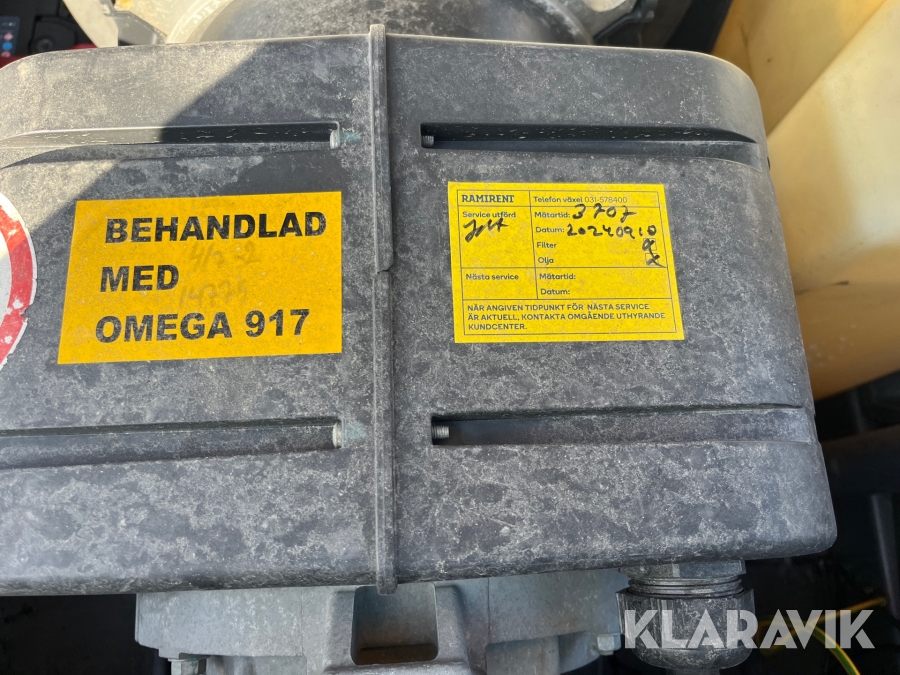 BEHANDLAD
MED
OMEGA 917
RAMIRENT Telefon växel 031-578400
Service utförd Mätartid: 3707
Datum: 20240910
Filter
Olja
Nästa service Mätartid:
Datum:
NÄR ANGIVEN TIDPUNKT FÖR NÄSTA SERVICE
ÄR AKTUELL, KONTAKTA OMGÅENDE UTHYRANDE
KUNDCENTER.
KLARAVIK